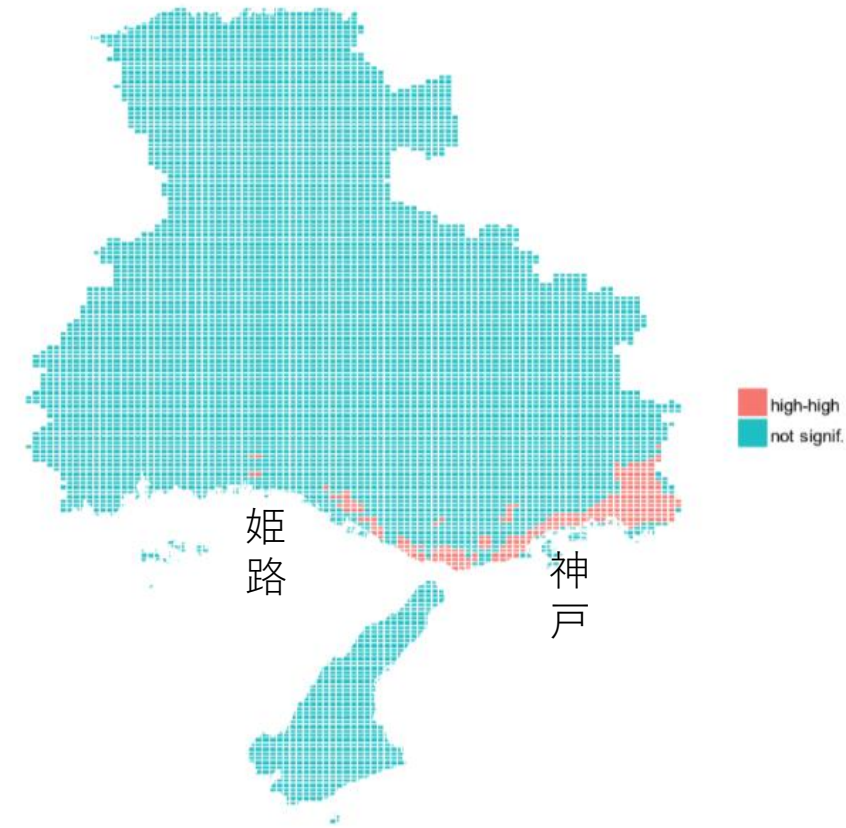 high-high
not signif.
姫路
神戸